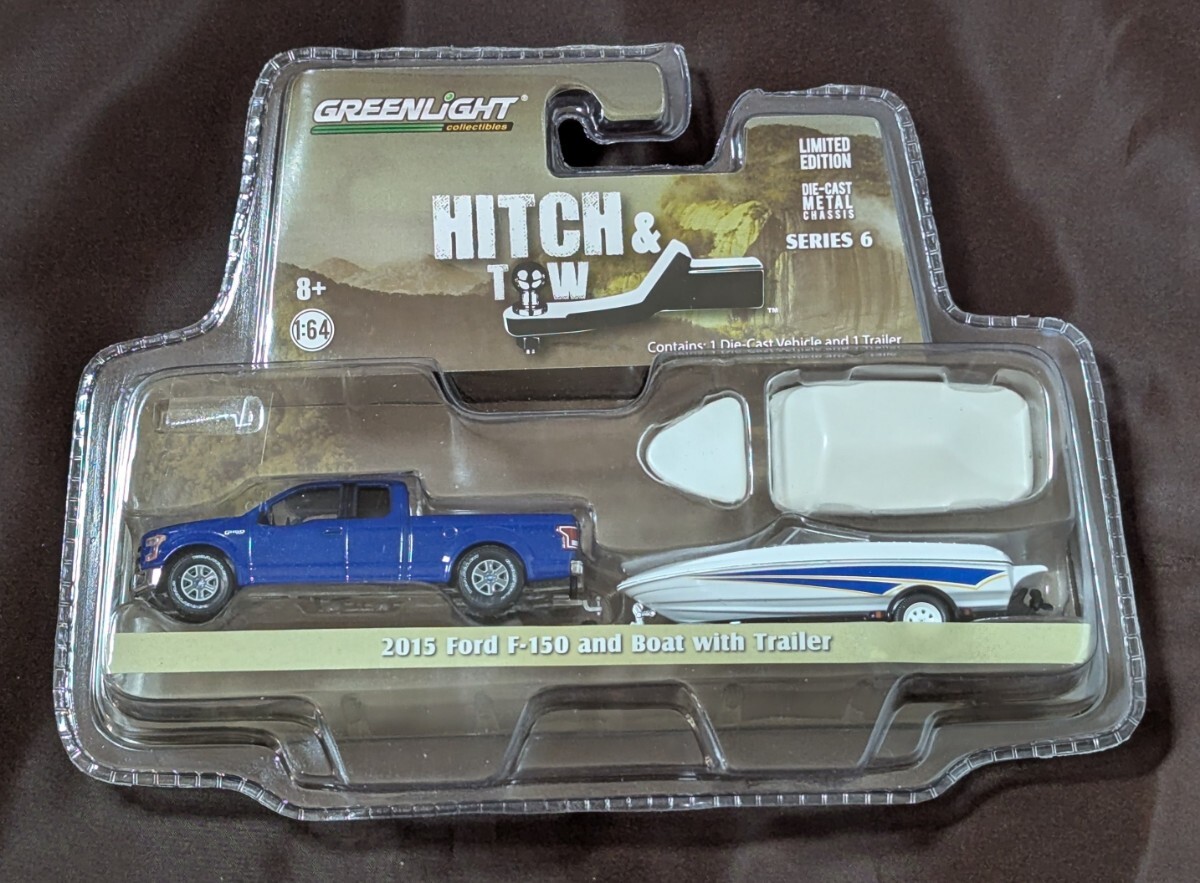 GREENLiGHT®
collectibles
LIMITED
EDITION
DIE-CAST
METAL
CHASSIS
SERIES 6
HITCH &
TOW
™
8+
1:64
Contains: 1 Die-Cast Vehicle and 1 Trailer
2015 Ford F-150 and Boat with Trailer